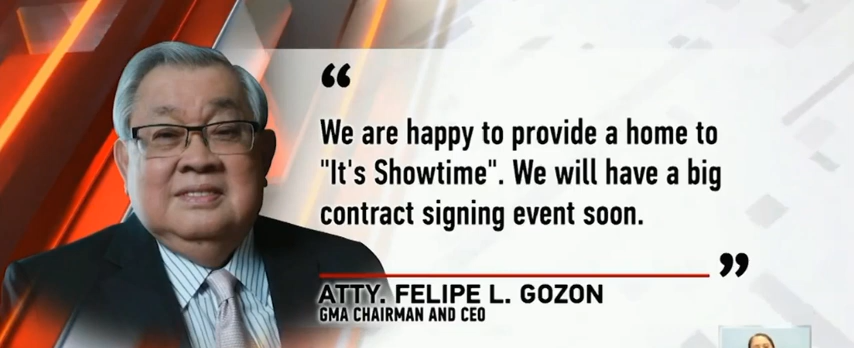 “
We are happy to provide a home to
"It's Showtime". We will have a big
contract signing event soon.
”
ATTY. FELIPE L. GOZON
GMA CHAIRMAN AND CEO